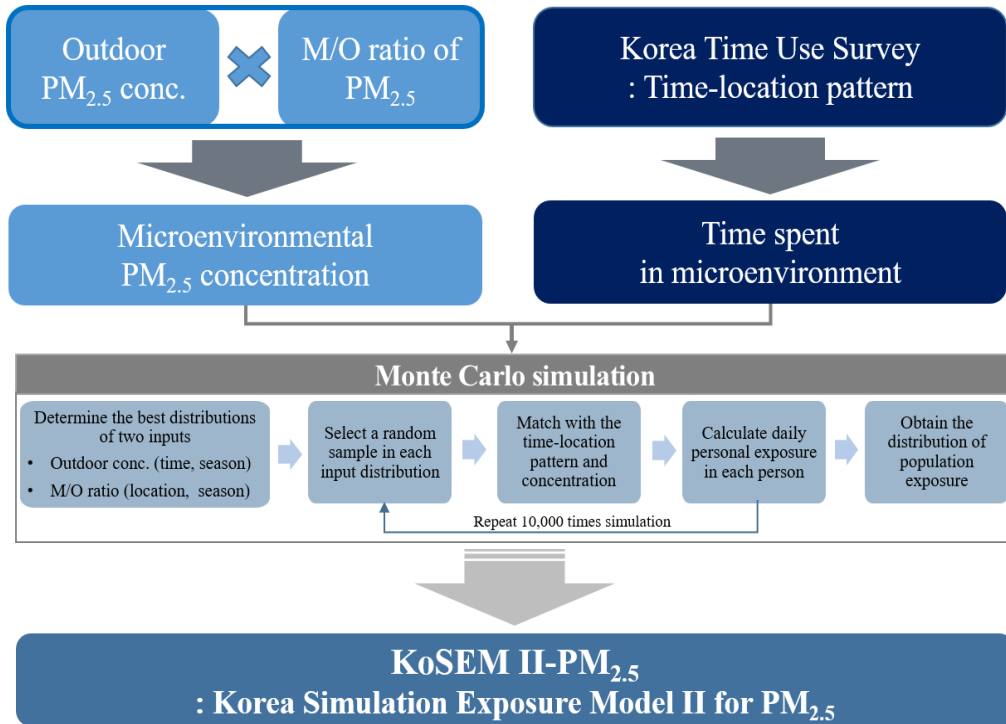 Outdoor
PM2.5 conc.
M/O ratio of
PM2.5
Korea Time Use Survey
: Time-location pattern
Microenvironmental
PM2.5 concentration
Time spent
in microenvironment
Monte Carlo simulation
Determine the best distributions
of two inputs
• Outdoor conc. (time, season)
• M/O ratio (location, season)
Select a
random
sample in each
input distribution
Match with the
time-location
pattern and
concentration
Calculate daily
personal exposure
in each person
Obtain the
distribution of
population
exposure
Repeat 10,000 times simulation
KoSEM II-PM2.5
: Korea Simulation Exposure Model II for PM2.5